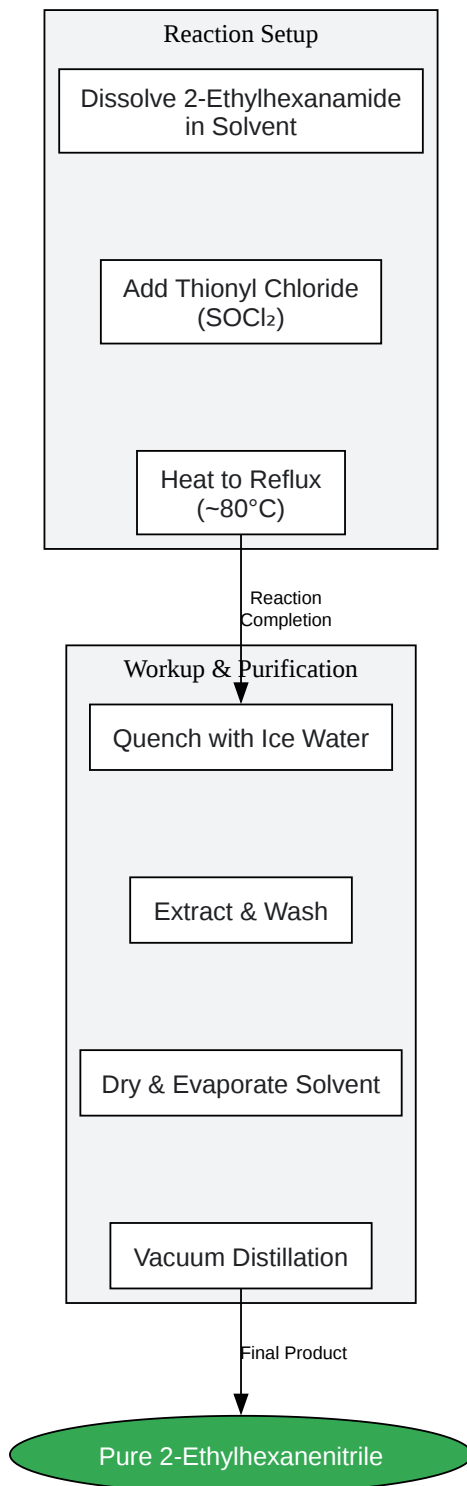 Reaction Setup
Dissolve 2-Ethylhexanamide
in Solvent
Add Thionyl Chloride
(SOCl₂)
Heat to Reflux
(~80°C)
Reaction
Completion
Workup & Purification
Quench with Ice Water
Extract & Wash
Dry & Evaporate Solvent
Vacuum Distillation
Final Product
Pure 2-Ethylhexanenitrile